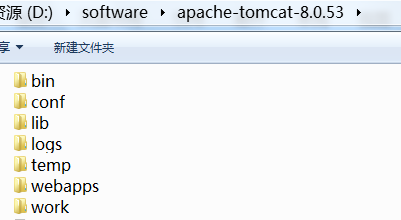 资源 (D:) ▸ software ▸ apache-tomcat-8.0.53 ▸
享 ▾ 新建文件夹
bin
conf
lib
logs
temp
webapps
work